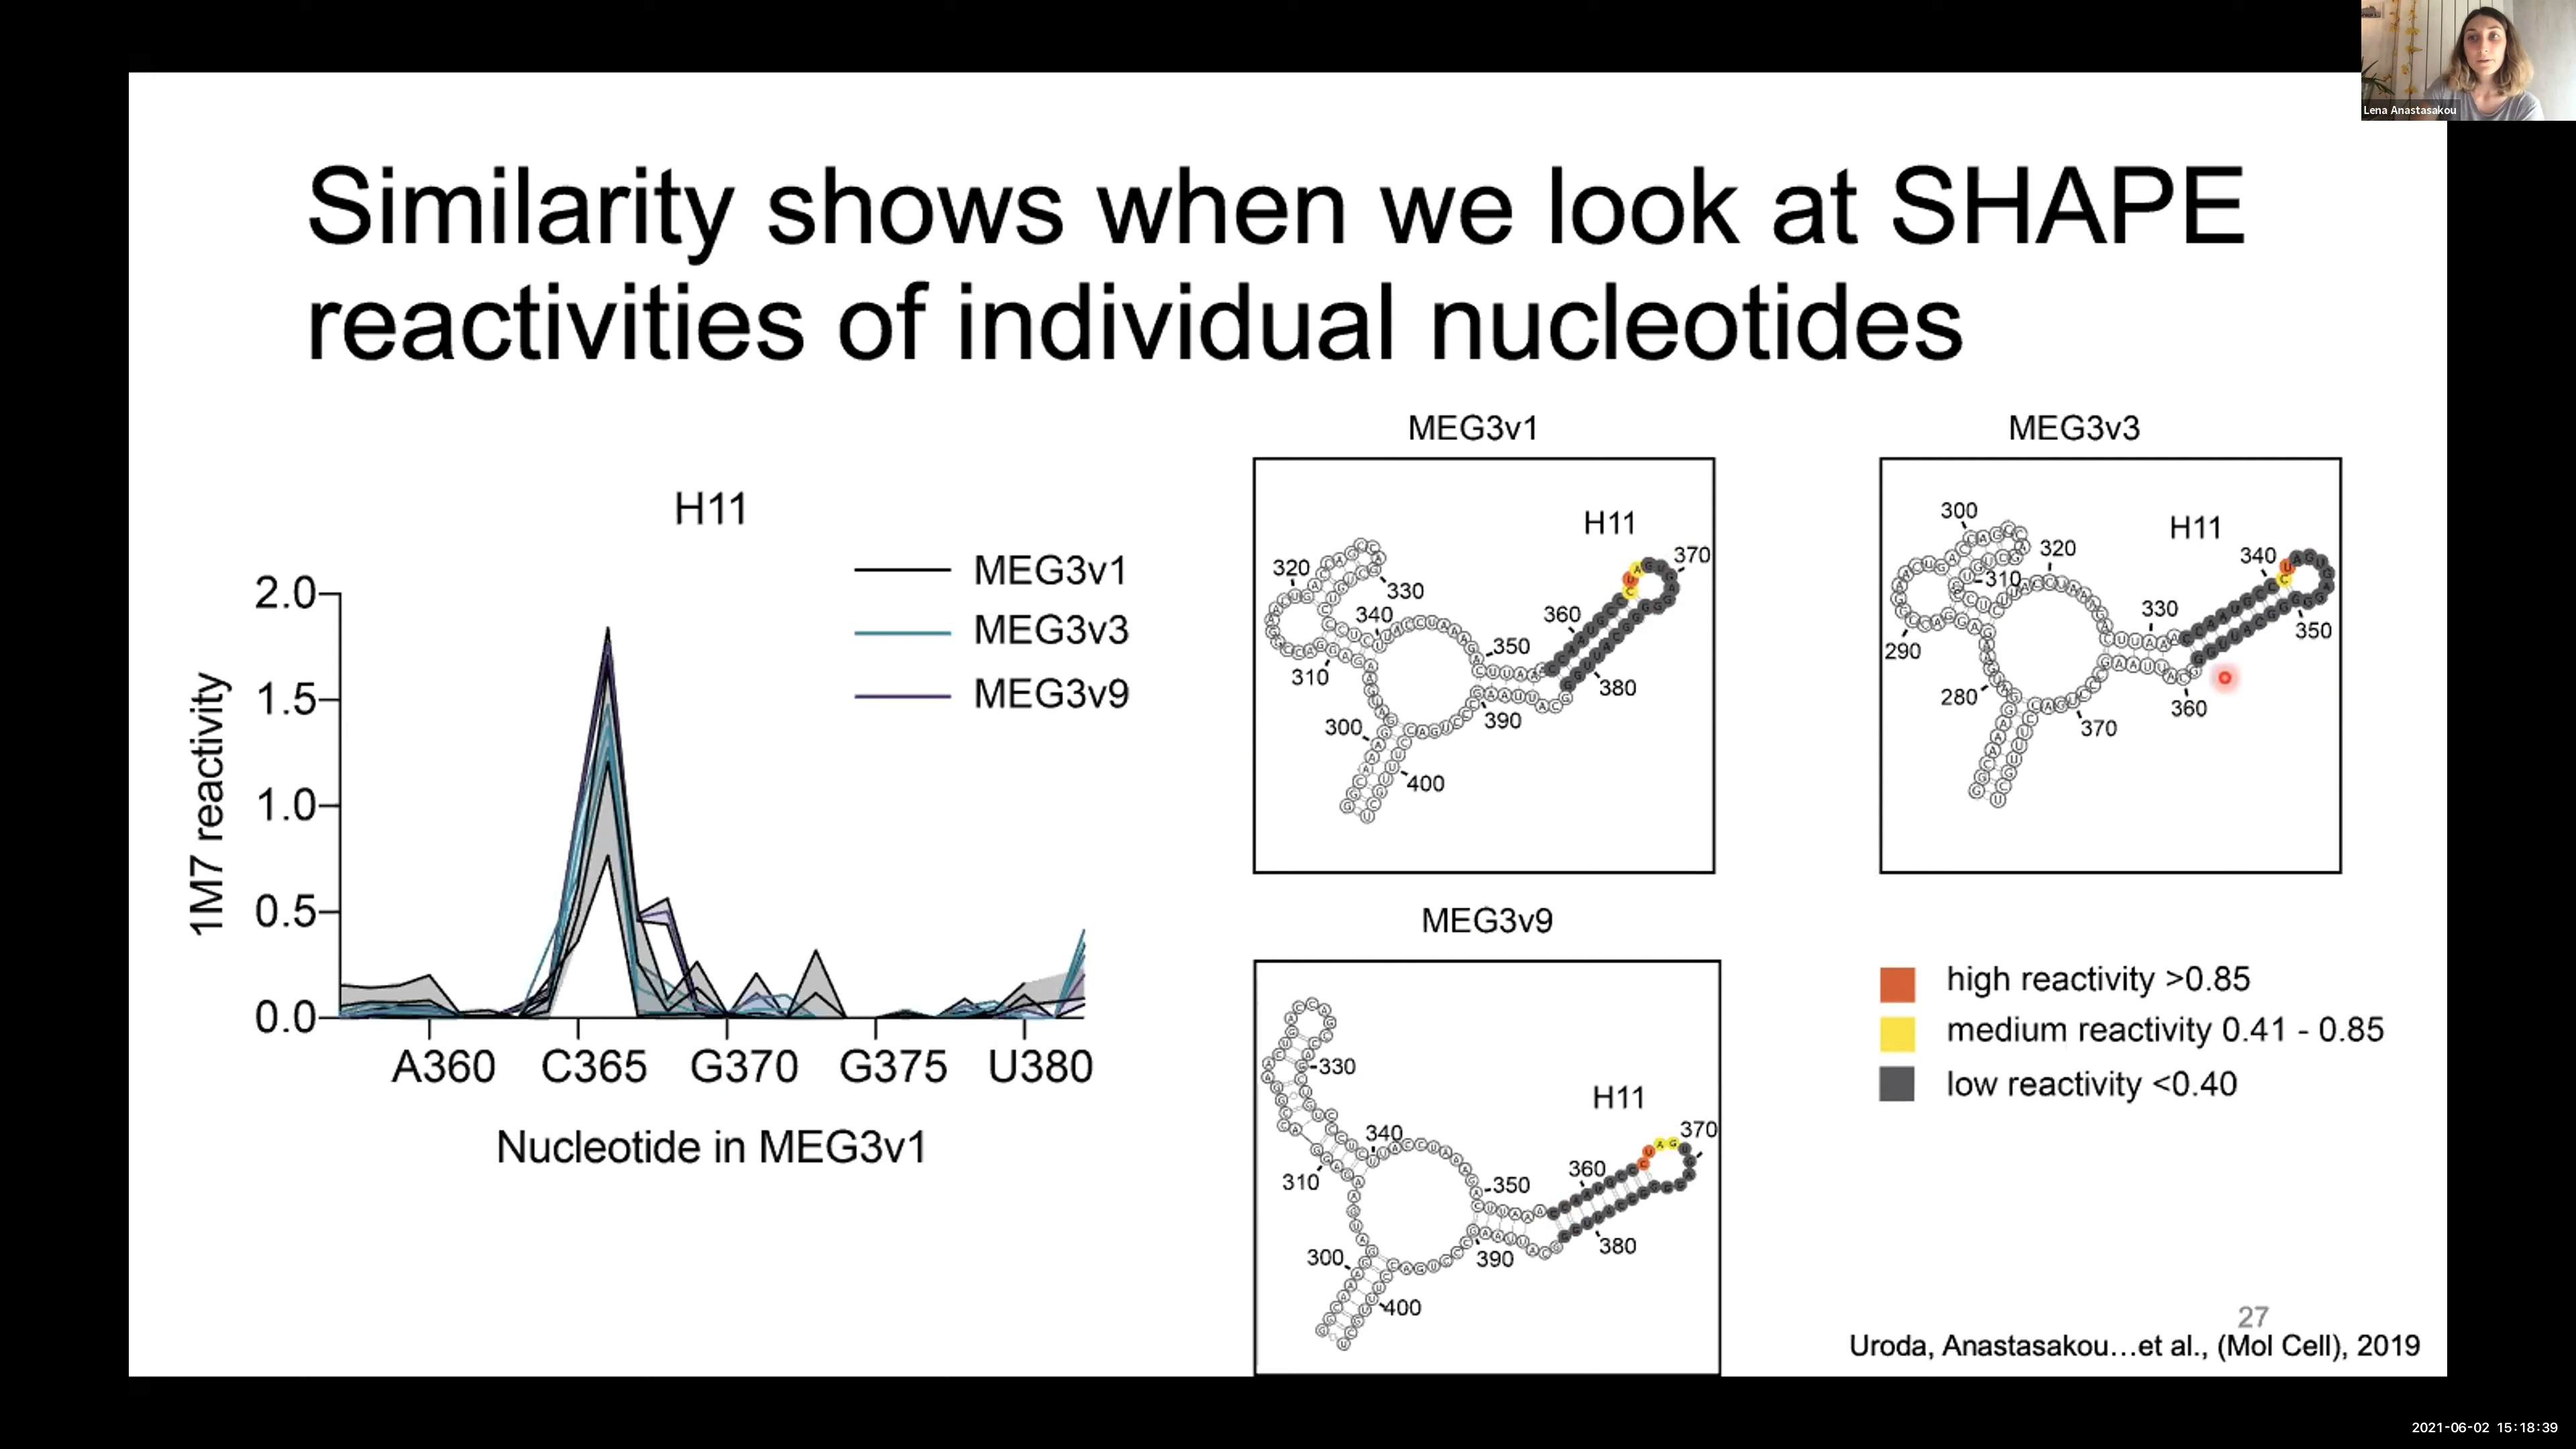 Lena Anastasakou
Similarity shows when we look at SHAPE
reactivities of individual nucleotides
H11
MEG3v1
MEG3v3
MEG3v9
2.0
1.5
1.0
0.5
0.0
1M7 reactivity
A360
C365
G370
G375
U380
Nucleotide in MEG3v1
MEG3v1
H11
320
330
340
310
300
350
360
370
380
390
400
MEG3v3
H11
300
310
320
290
280
330
340
350
360
370
MEG3v9
H11
330
340
310
300
350
360
370
380
390
400
high reactivity >0.85
medium reactivity 0.41 - 0.85
low reactivity <0.40
27
Uroda, Anastasakou...et al., (Mol Cell), 2019
2021-06-02 15:18:39